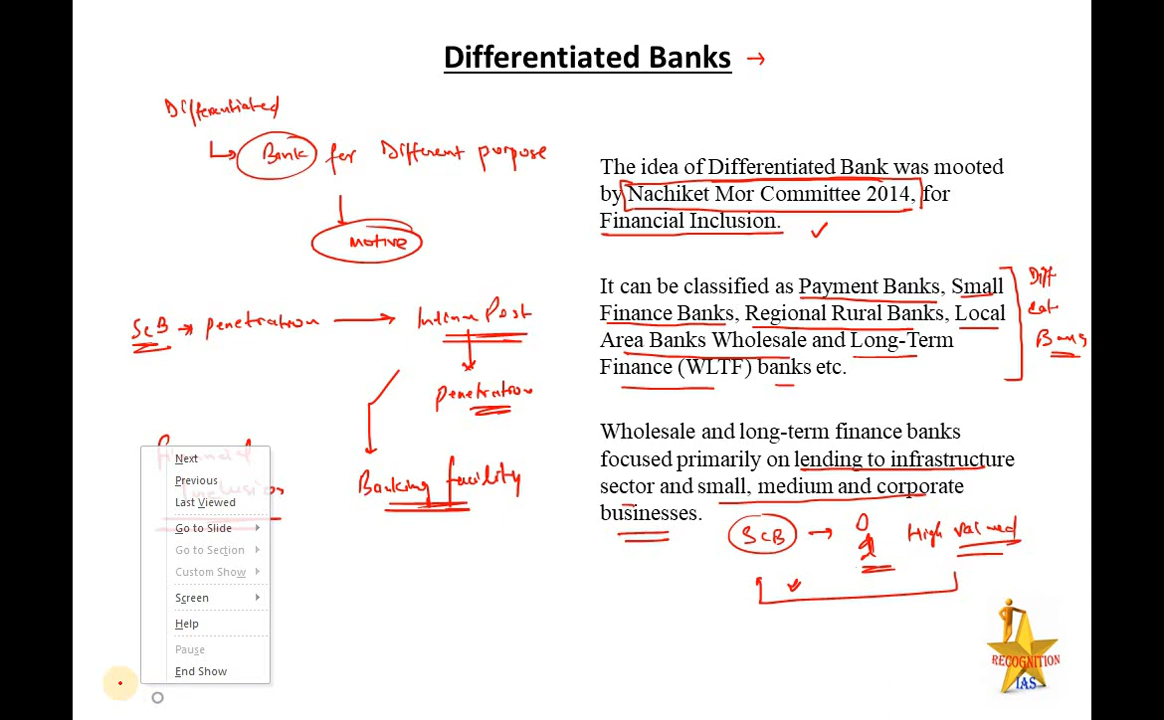 Differentiated Banks →
Differentiated
↳ Bank for Different purpose
Motive
SCB → penetration → Indian Post
penetration
Banking facility
Financial
Inclusion
The idea of Differentiated Bank was mooted
by Nachiket Mor Committee 2014, for
Financial Inclusion. ✓
It can be classified as Payment Banks, Small
Finance Banks, Regional Rural Banks, Local
Area Banks Wholesale and Long-Term
Finance (WLTF) banks etc.
Diff
Banks
Wholesale and long-term finance banks
focused primarily on lending to infrastructure
sector and small, medium and corporate
businesses.
SCB → High valued
Next
Previous
Last Viewed
Go to Slide
Go to Section
Custom Show
Screen
Help
Pause
End Show
RECOGNITION
IAS